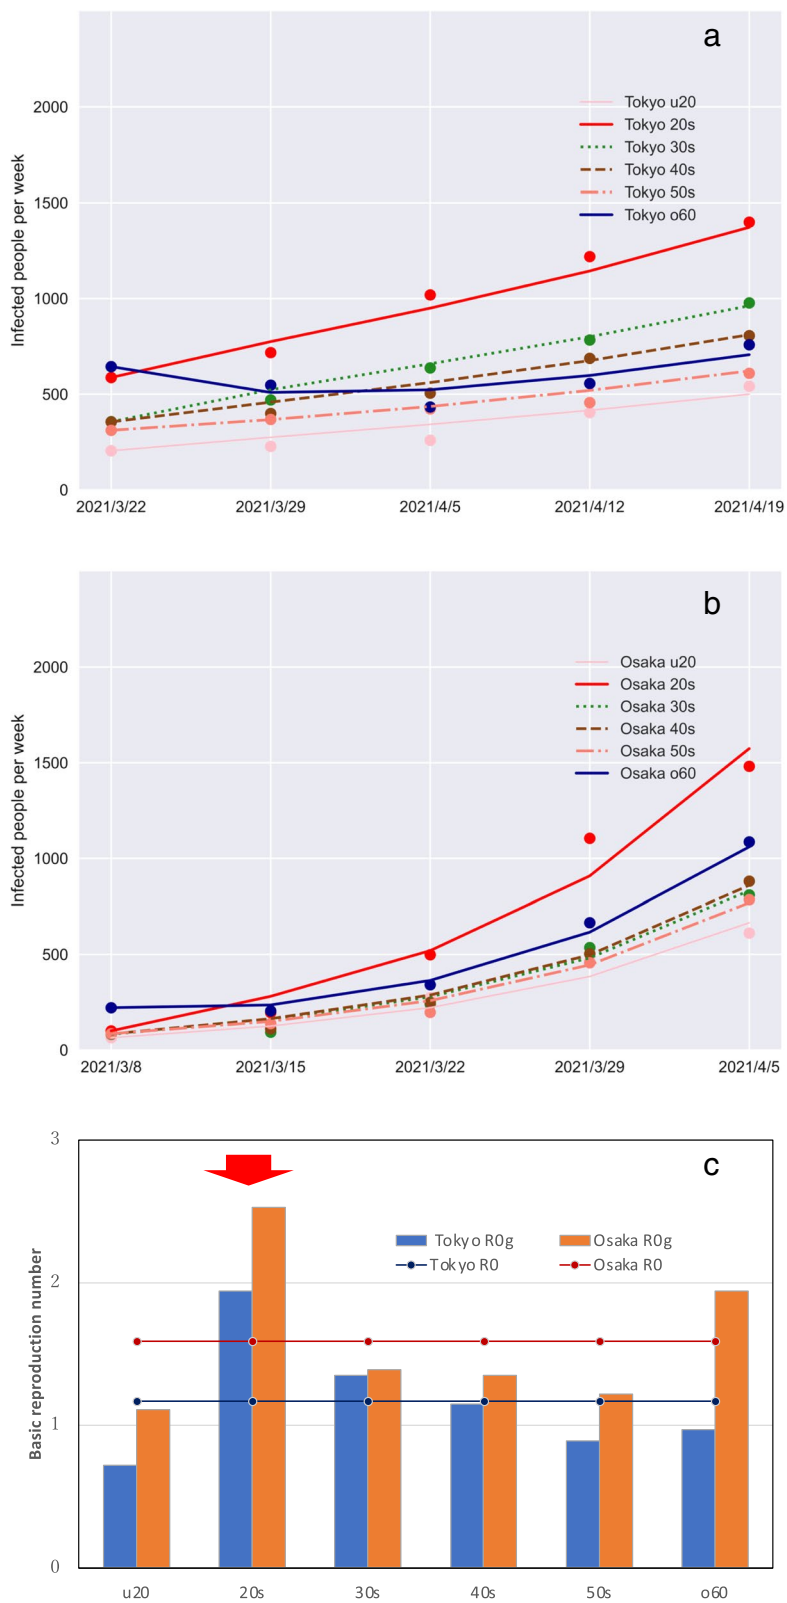 a
2000
1500
1000
500
0
Infected people per week
Tokyo u20
Tokyo 20s
Tokyo 30s
Tokyo 40s
Tokyo 50s
Tokyo o60
2021/3/22 2021/3/29 2021/4/5 2021/4/12 2021/4/19
b
2000
1500
1000
500
0
Infected people per week
Osaka u20
Osaka 20s
Osaka 30s
Osaka 40s
Osaka 50s
Osaka o60
2021/3/8 2021/3/15 2021/3/22 2021/3/29 2021/4/5
c
3
2
1
0
Basic reproduction number
Tokyo R0g Osaka R0g
Tokyo R0 Osaka R0
u20 20s 30s 40s 50s o60